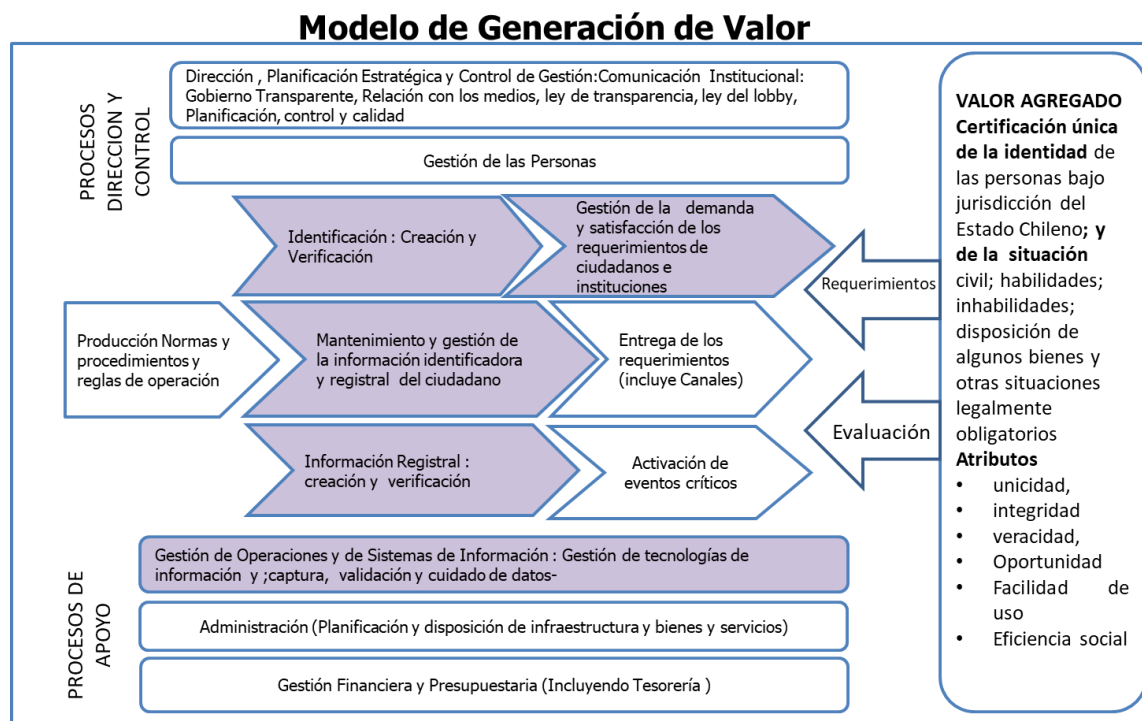 Modelo de Generación de Valor
PROCESOS
DIRECCION Y
CONTROL
Dirección , Planificación Estratégica y Control de Gestión:Comunicación Institucional:
Gobierno Transparente, Relación con los medios, ley de transparencia, ley del lobby,
Planificación, control y calidad
Gestión de las Personas
Identificación : Creación y
Verificación
Gestión de la demanda
y satisfacción de los
requerimientos de
ciudadanos e
instituciones
Producción Normas y
procedimientos y
reglas de operación
Mantenimiento y gestión de
la información identificadora
y registral del ciudadano
Entrega de los
requerimientos
(incluye Canales)
Información Registral :
creación y verificación
Activación de
eventos críticos
Requerimientos
Evaluación
PROCESOS DE
APOYO
Gestión de Operaciones y de Sistemas de Información : Gestión de tecnologías de
información y ;captura, validación y cuidado de datos-
Administración (Planificación y disposición de infraestructura y bienes y servicios)
Gestión Financiera y Presupuestaria (Incluyendo Tesorería )
VALOR AGREGADO
Certificación única
de la identidad de
las personas bajo
jurisdicción del
Estado Chileno; y
de la situación
civil; habilidades;
inhabilidades;
disposición de
algunos bienes y
otras situaciones
legalmente
obligatorios
Atributos
• unicidad,
• integridad
• veracidad,
• Oportunidad
• Facilidad de
uso
• Eficiencia social